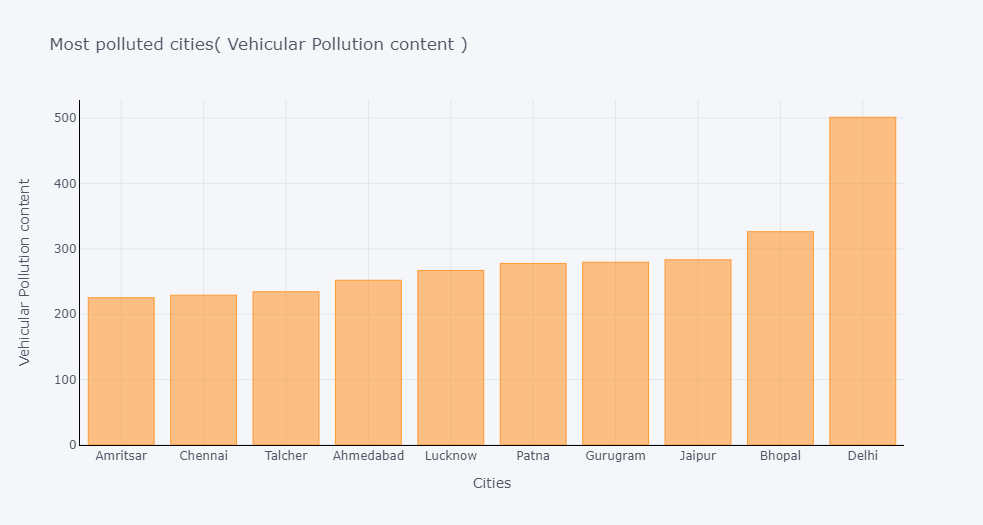 Most polluted cities( Vehicular Pollution content )
Vehicular Pollution content
500
400
300
200
100
0
Amritsar Chennai Talcher Ahmedabad Lucknow Patna Gurugram Jaipur Bhopal Delhi
Cities